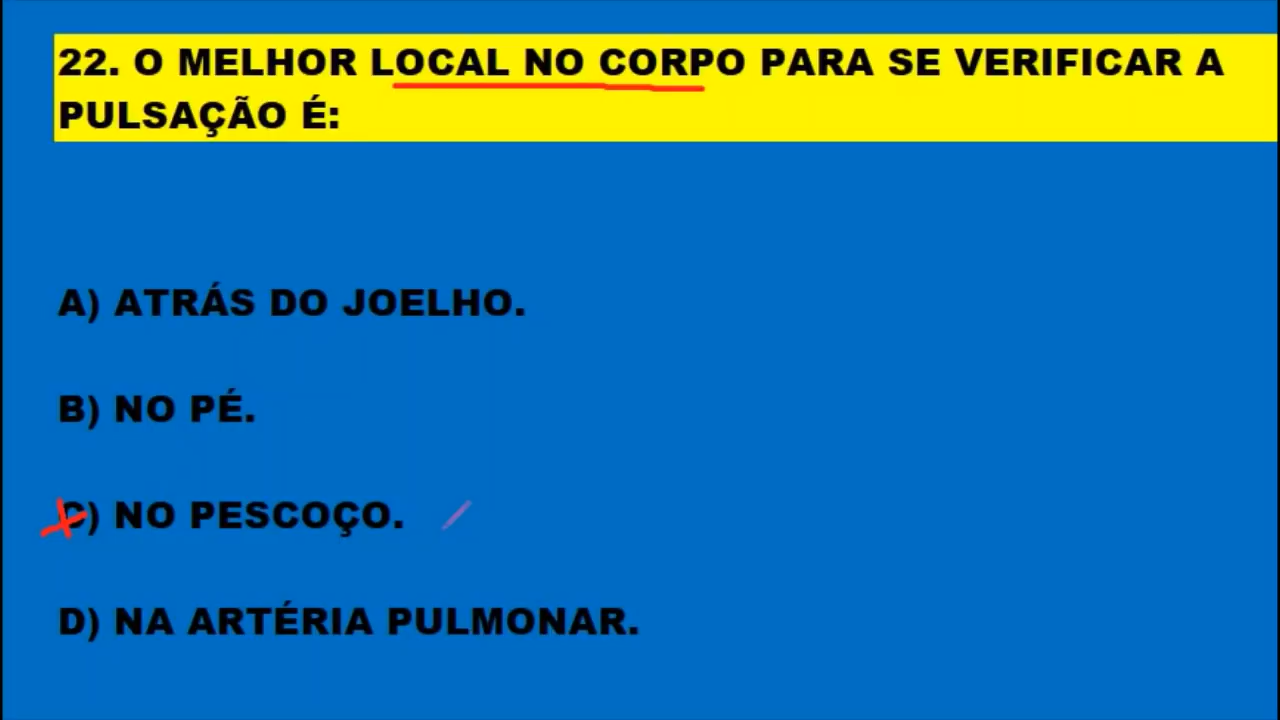 22. O MELHOR LOCAL NO CORPO PARA SE VERIFICAR A
PULSAÇÃO É:
A) ATRÁS DO JOELHO.
B) NO PÉ.
C) NO PESCOÇO.
D) NA ARTÉRIA PULMONAR.